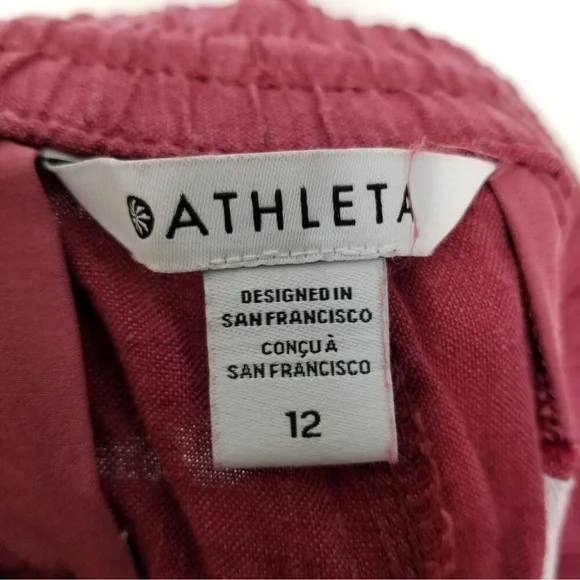 ATHLETA
DESIGNED IN
SAN FRANCISCO
CONÇU À
SAN FRANCISCO
12